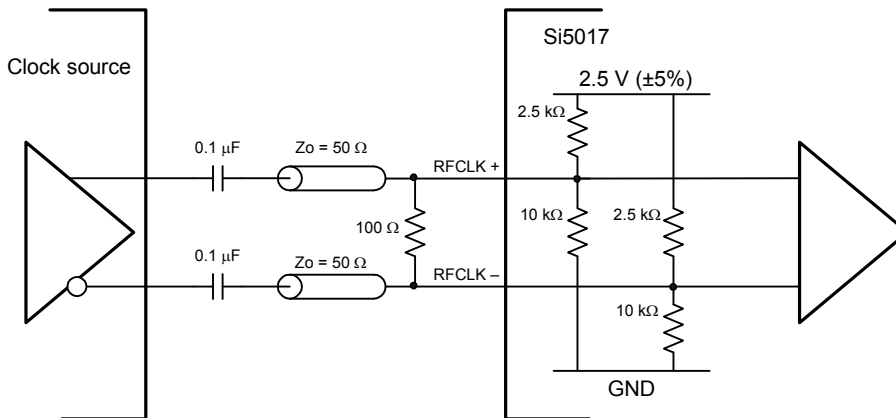 Si5017
Clock source
2.5 V (±5%)
2.5 kΩ
0.1 μF
Zo = 50 Ω
RFCLK +
10 kΩ
2.5 kΩ
100 Ω
0.1 μF
Zo = 50 Ω
RFCLK –
10 kΩ
GND